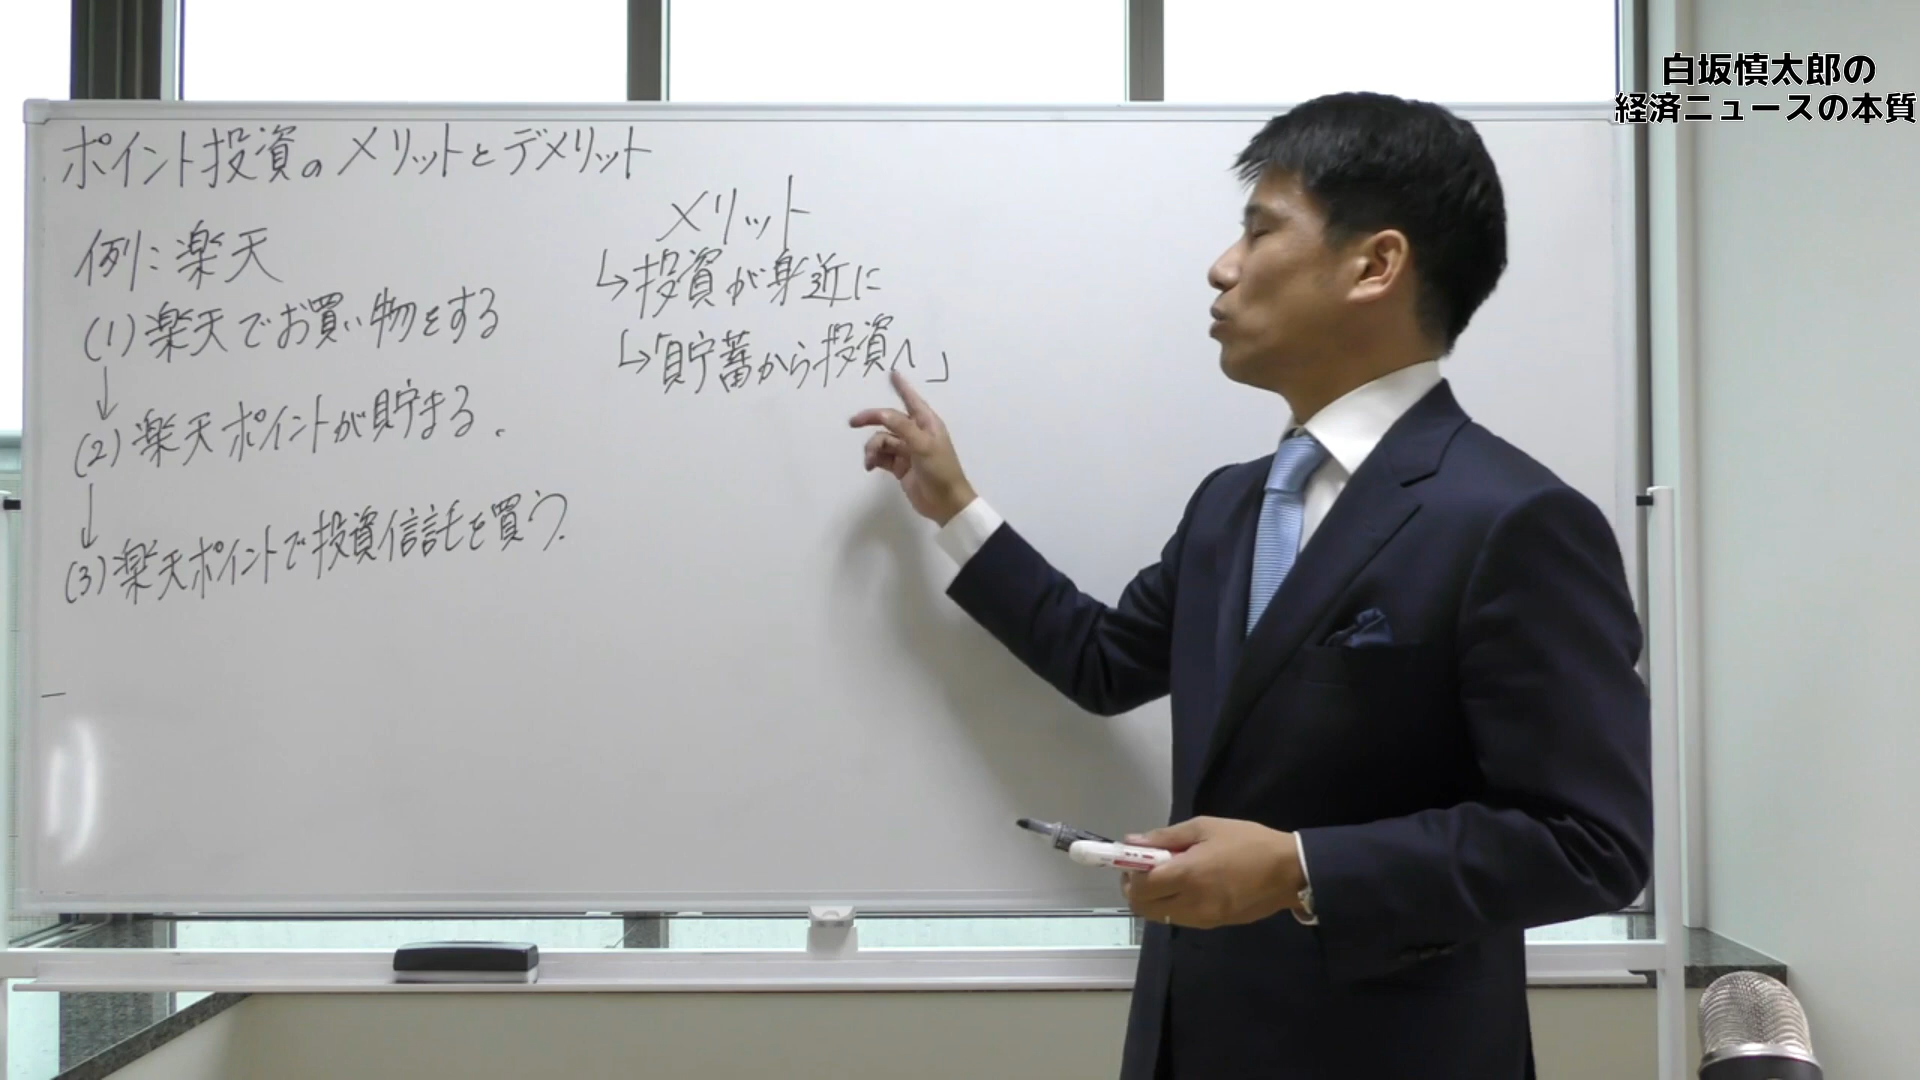 白坂慎太郎の
経済ニュースの本質
ポイント投資のメリットとデメリット
例:楽天
(1)楽天でお買い物をする
↓
(2)楽天ポイントが貯まる.
↓
(3)楽天ポイントで投資信託を買う.
メリット
↳投資が身近に
↳「貯蓄から投資へ」